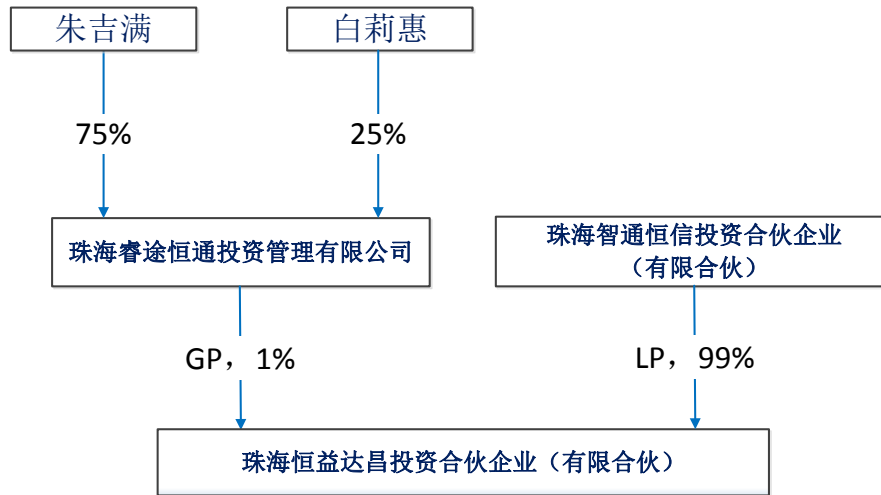 朱吉满
白莉惠
75%
25%
珠海睿途恒通投资管理有限公司
珠海智通恒信投资合伙企业
（有限合伙）
GP，1%
LP，99%
珠海恒益达昌投资合伙企业（有限合伙）